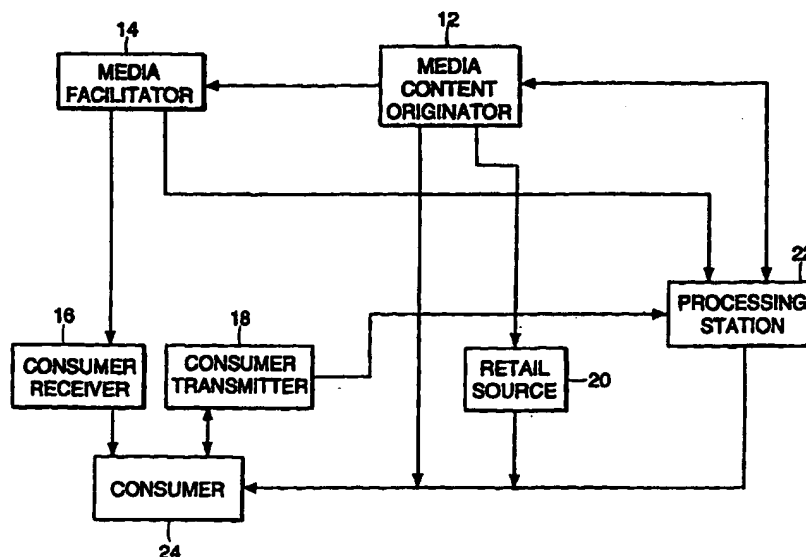 14
MEDIA
FACILITATOR
12
MEDIA
CONTENT
ORIGINATOR
22
PROCESSING
STATION
16
CONSUMER
RECEIVER
18
CONSUMER
TRANSMITTER
RETAIL
SOURCE
20
CONSUMER
24